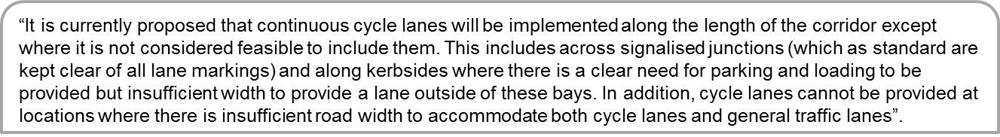 “It is currently proposed that continuous cycle lanes will be implemented along the length of the corridor except
where it is not considered feasible to include them. This includes across signalised junctions (which as standard are
kept clear of all lane markings) and along kerbsides where there is a clear need for parking and loading to be
provided but insufficient width to provide a lane outside of these bays. In addition, cycle lanes cannot be provided at
locations where there is insufficient road width to accommodate both cycle lanes and general traffic lanes”.